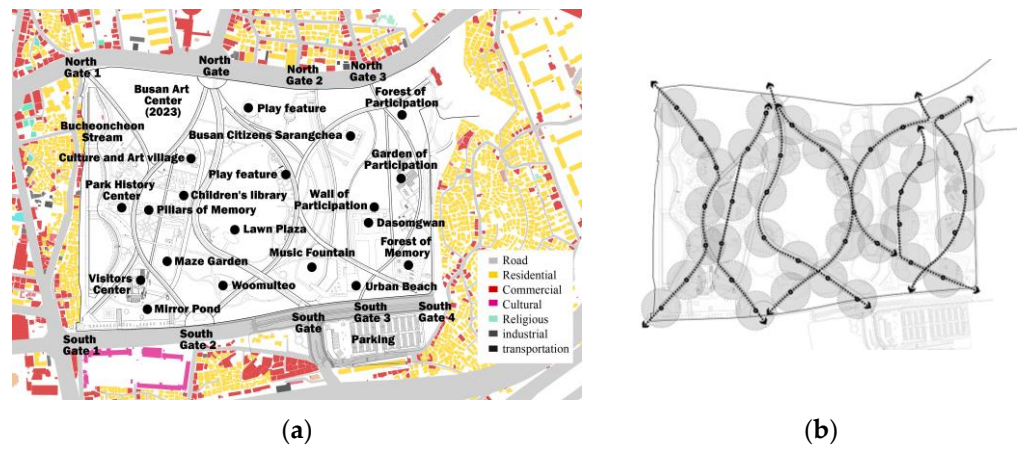 North
Gate 1
North
Gate
North
Gate 2
North
Gate 3
Busan Art
Center
(2023)
Play feature
Forest of
Participation
Bucheoncheon
Stream
Busan Citizens Sarangchea
Culture and Art village
Garden of
Participation
Play feature
Park History
Center
Children's library
Pillars of Memory
Wall of
Participation
Dasomgwan
Lawn Plaza
Music Fountain
Forest of
Memory
Maze Garden
Visitors
Center
Woomulteo
Urban Beach
Mirror Pond
South
Gate 1
South
Gate 2
South
Gate
South
Gate 3
South
Gate 4
Parking
Road
Residential
Commercial
Cultural
Religious
industrial
transportation
(a)
(b)